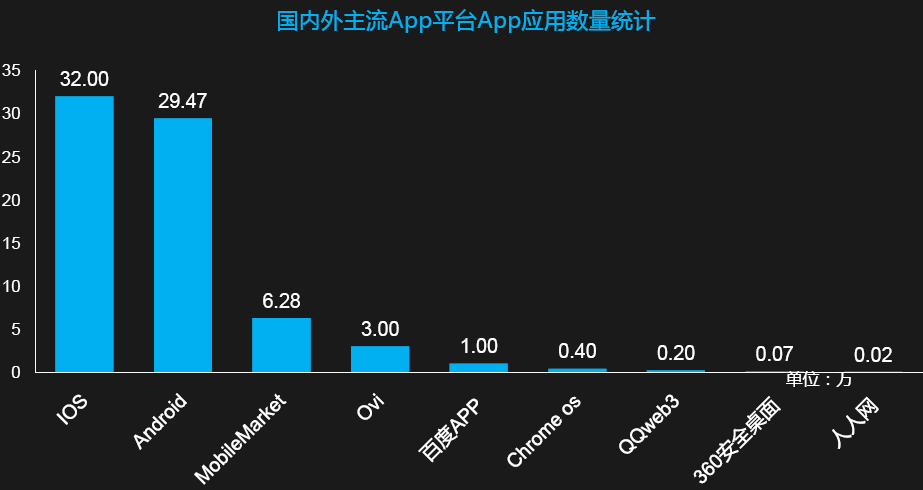 国内外主流App平台App应用数量统计
35
30
25
20
15
10
5
0
32.00
29.47
6.28
3.00
1.00
0.40
0.20
0.07
0.02
单位：万
IOS
Android
MobileMarket
Ovi
百度APP
Chrome os
QQweb3
360安全桌面
人人网